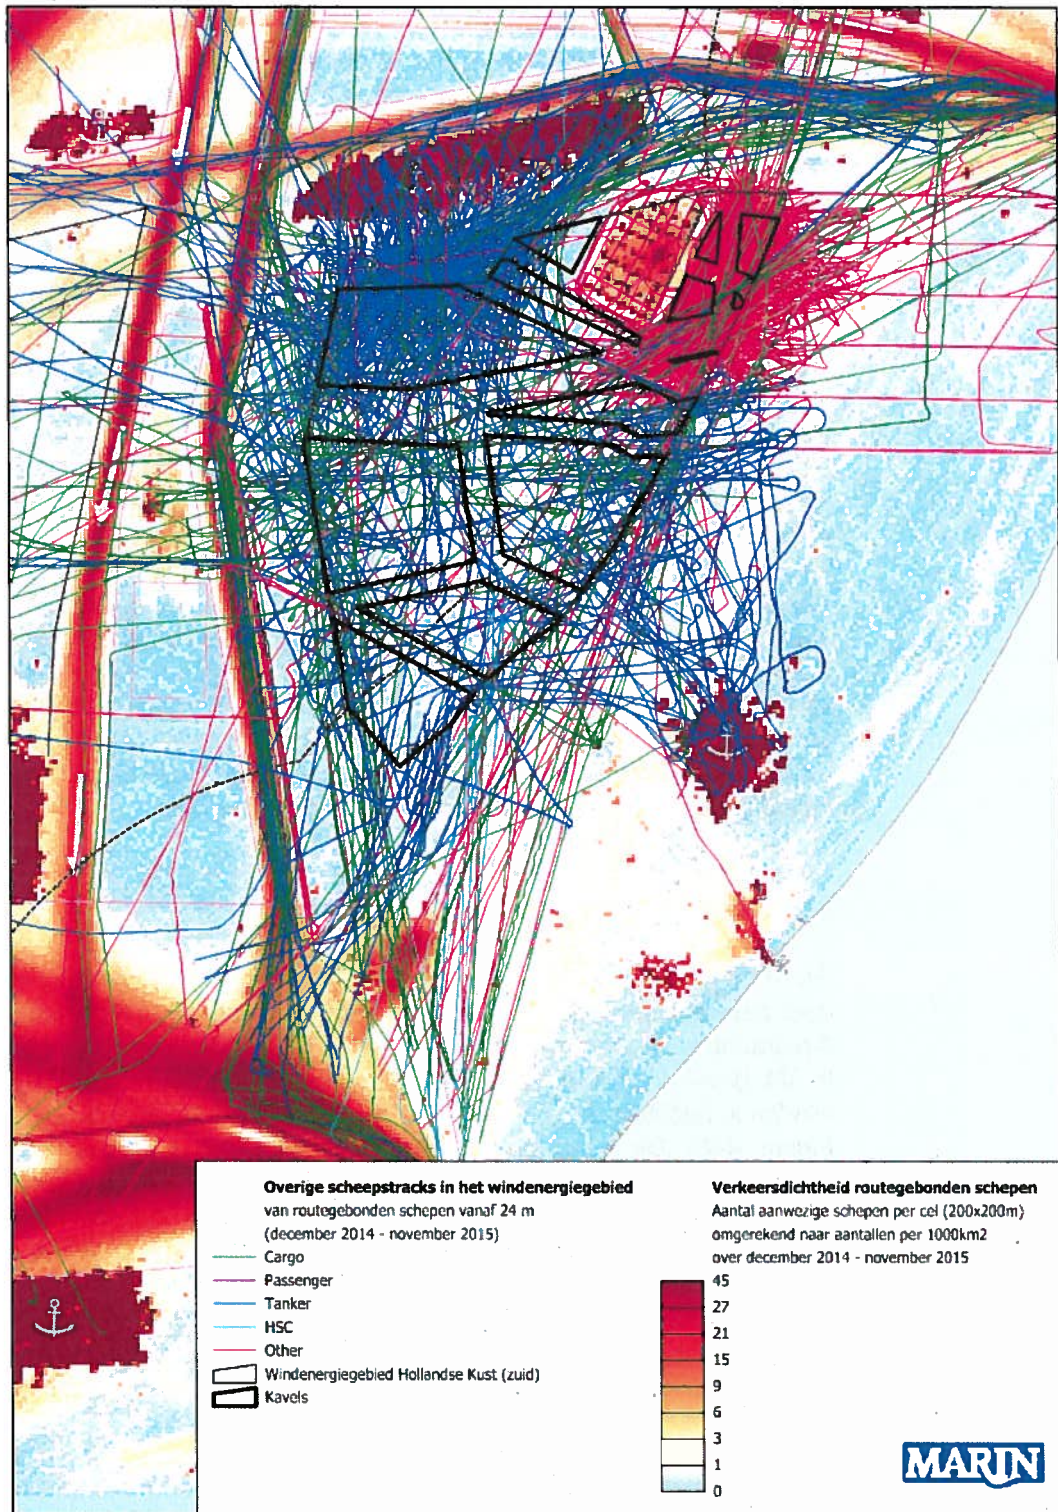 Overige scheepstracks in het windenergiegebied
van routegebonden schepen vanaf 24 m
(december 2014 - november 2015)
Cargo
Passenger
Tanker
HSC
Other
Windenergiegebied Hollandse Kust (zuid)
Kavels
Verkeersdichtheid routegebonden schepen
Aantal aanwezige schepen per cel (200x200m)
omgerekend naar aantallen per 1000km2
over december 2014 - november 2015
45
27
21
15
9
6
3
1
0
MARIN